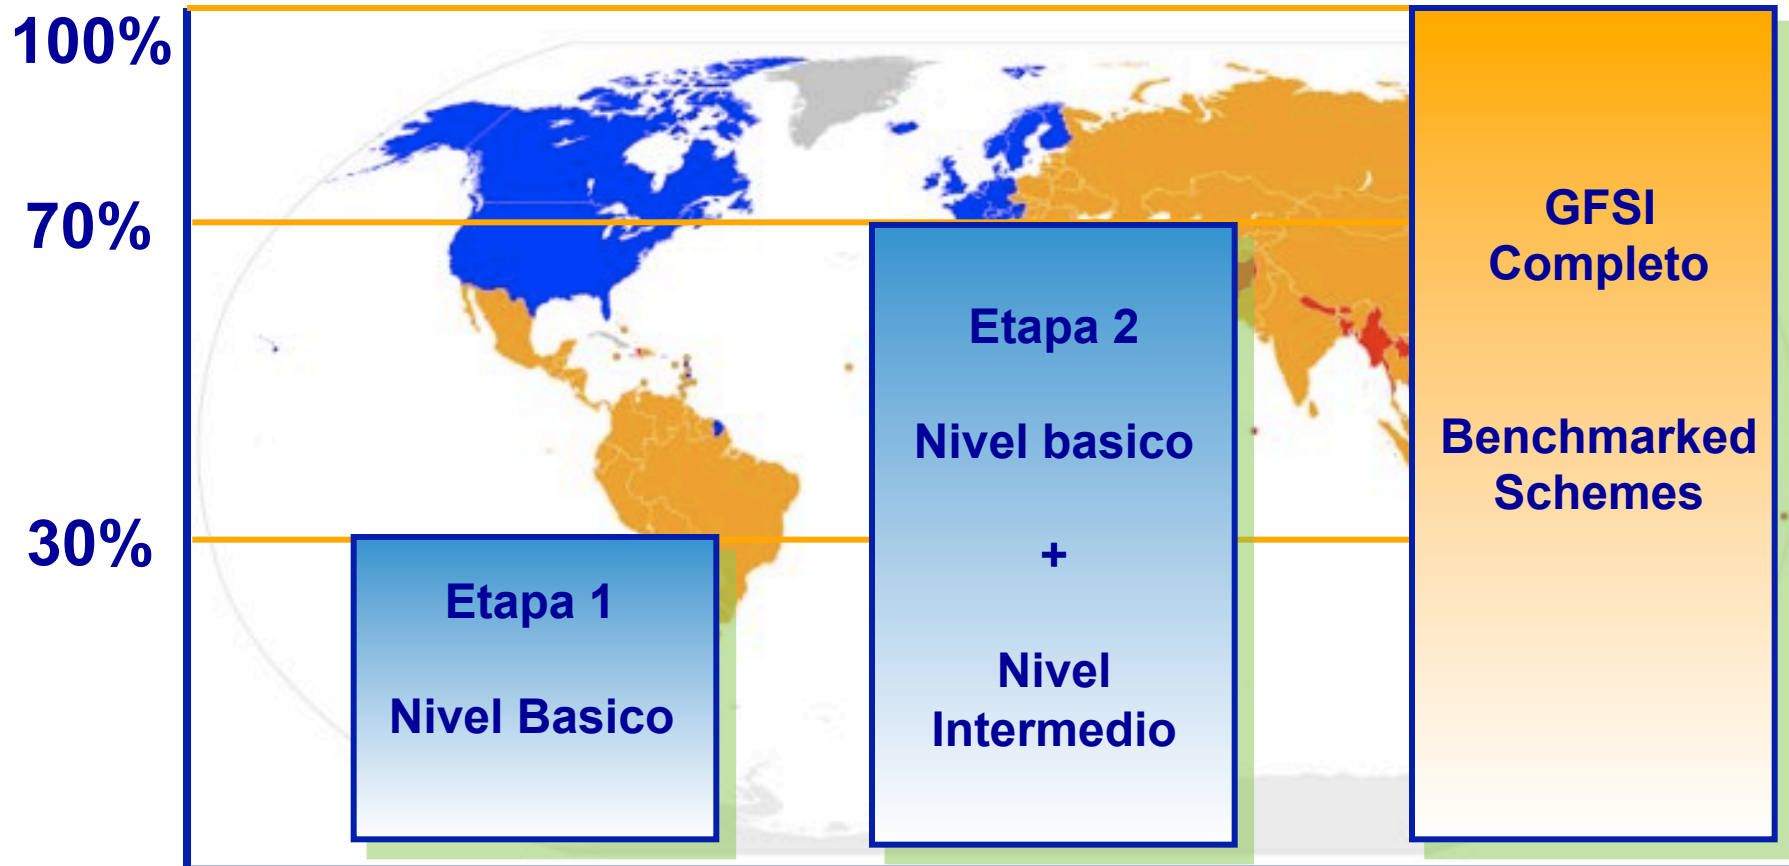 100%
70%
30%
Etapa 1
Nivel Basico
Etapa 2
Nivel basico
+
Nivel
Intermedio
GFSI
Completo
Benchmarked
Schemes